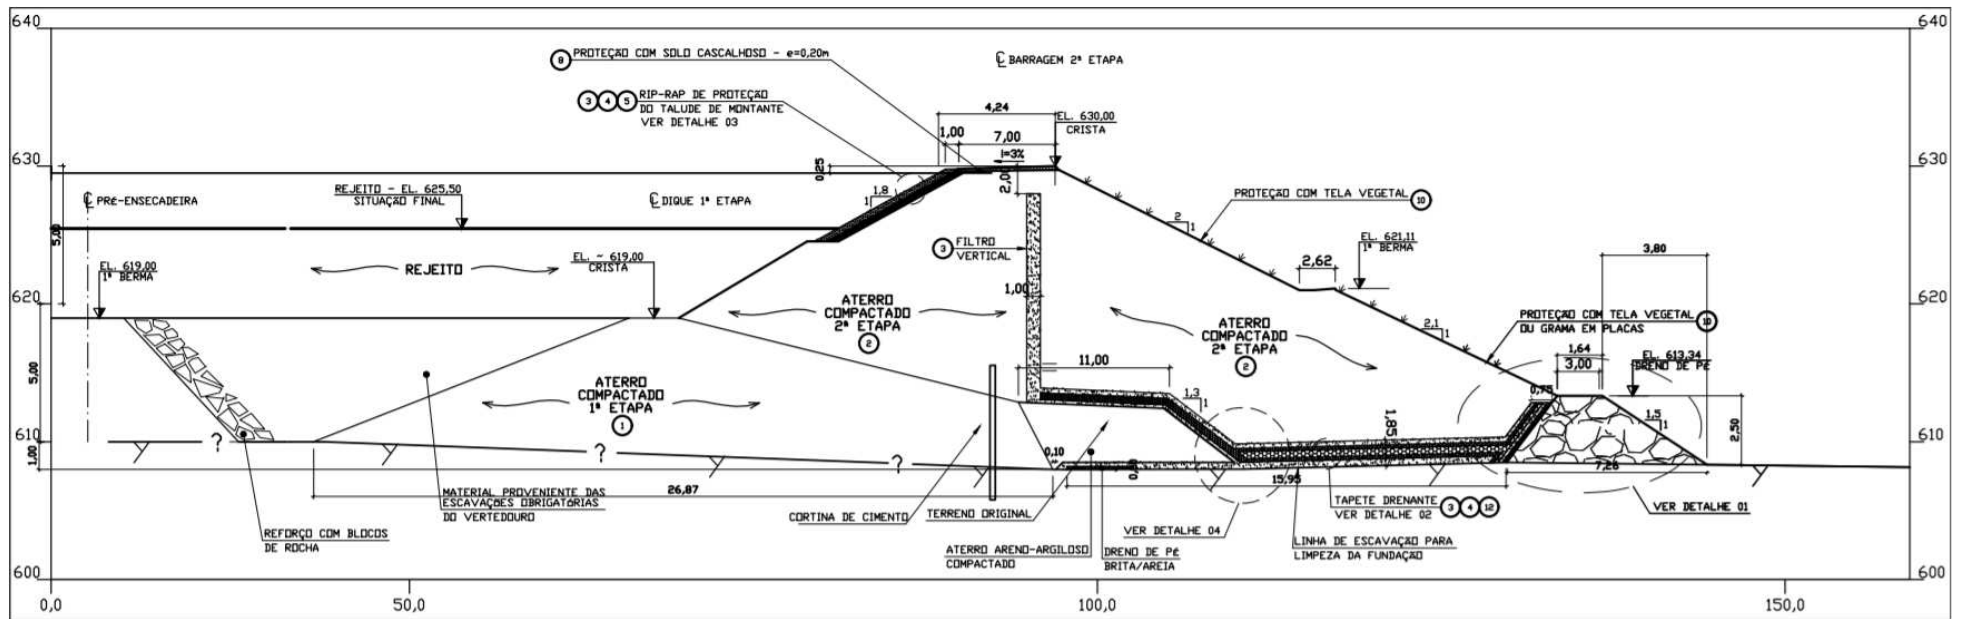 640
640
8 PROTEÇÃO COM SOLO CASCALHOSO - e=0,20m
℄ BARRAGEM 2ª ETAPA
3 4 5 RIP-RAP DE PROTEÇÃO
DO TALUDE DE MONTANTE
VER DETALHE 03
4,24
1,00
7,00
EL. 630,00
CRISTA
i=3%
630
630
0,25
2,00
REJEITO - EL. 625,50
SITUAÇÃO FINAL
℄ PRÉ-ENSECADEIRA
℄ DIQUE 1ª ETAPA
1,8
1
PROTEÇÃO COM TELA VEGETAL 10
2
1
5,00
3 FILTRO
VERTICAL
EL. 621,11
1ª BERMA
3,80
2,62
EL. 619,00
1ª BERMA
REJEITO
EL. ~ 619,00
CRISTA
1,00
620
620
ATERRO
COMPACTADO
2ª ETAPA
2
ATERRO
COMPACTADO
2ª ETAPA
2
PROTEÇÃO COM TELA VEGETAL 10
OU GRAMA EM PLACAS
2,1
1
1,64
3,00
EL. 613,34
DRENO DE PÉ
5,00
11,00
ATERRO
COMPACTADO
1ª ETAPA
1
1,3
1
0,75
1,5
1
1,85
2,50
610
610
?
?
?
1,00
0,10
7,26
26,87
15,95
MATERIAL PROVENIENTE DAS
ESCAVAÇÕES OBRIGATÓRIAS
DO VERTEDOURO
REFORÇO COM BLOCOS
DE ROCHA
CORTINA DE CIMENTO
TERRENO ORIGINAL
ATERRO ARENO-ARGILOSO
COMPACTADO
DRENO DE PÉ
BRITA/AREIA
VER DETALHE 04
TAPETE DRENANTE
VER DETALHE 02 3 4 12
LINHA DE ESCAVAÇÃO PARA
LIMPEZA DA FUNDAÇÃO
VER DETALHE 01
600
600
0,0
50,0
100,0
150,0